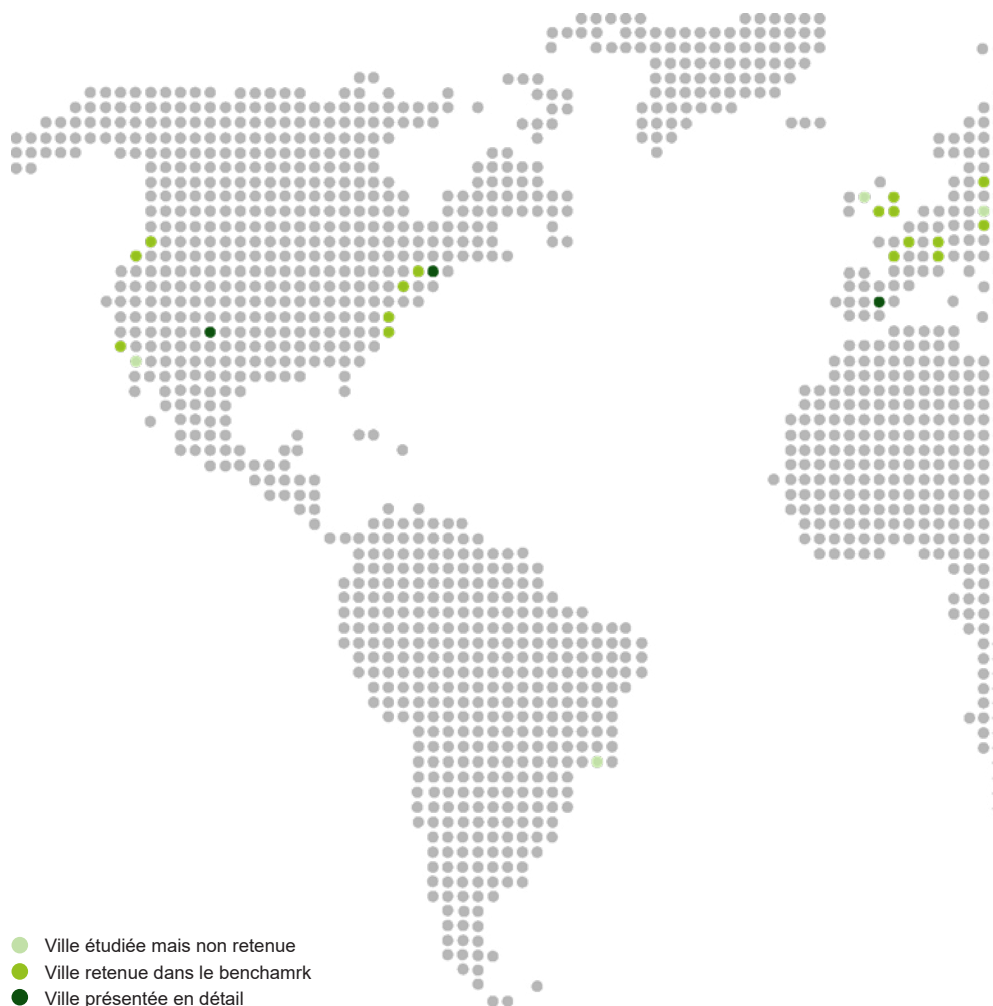 Ville étudiée mais non retenue
Ville retenue dans le benchamrk
Ville présentée en détail